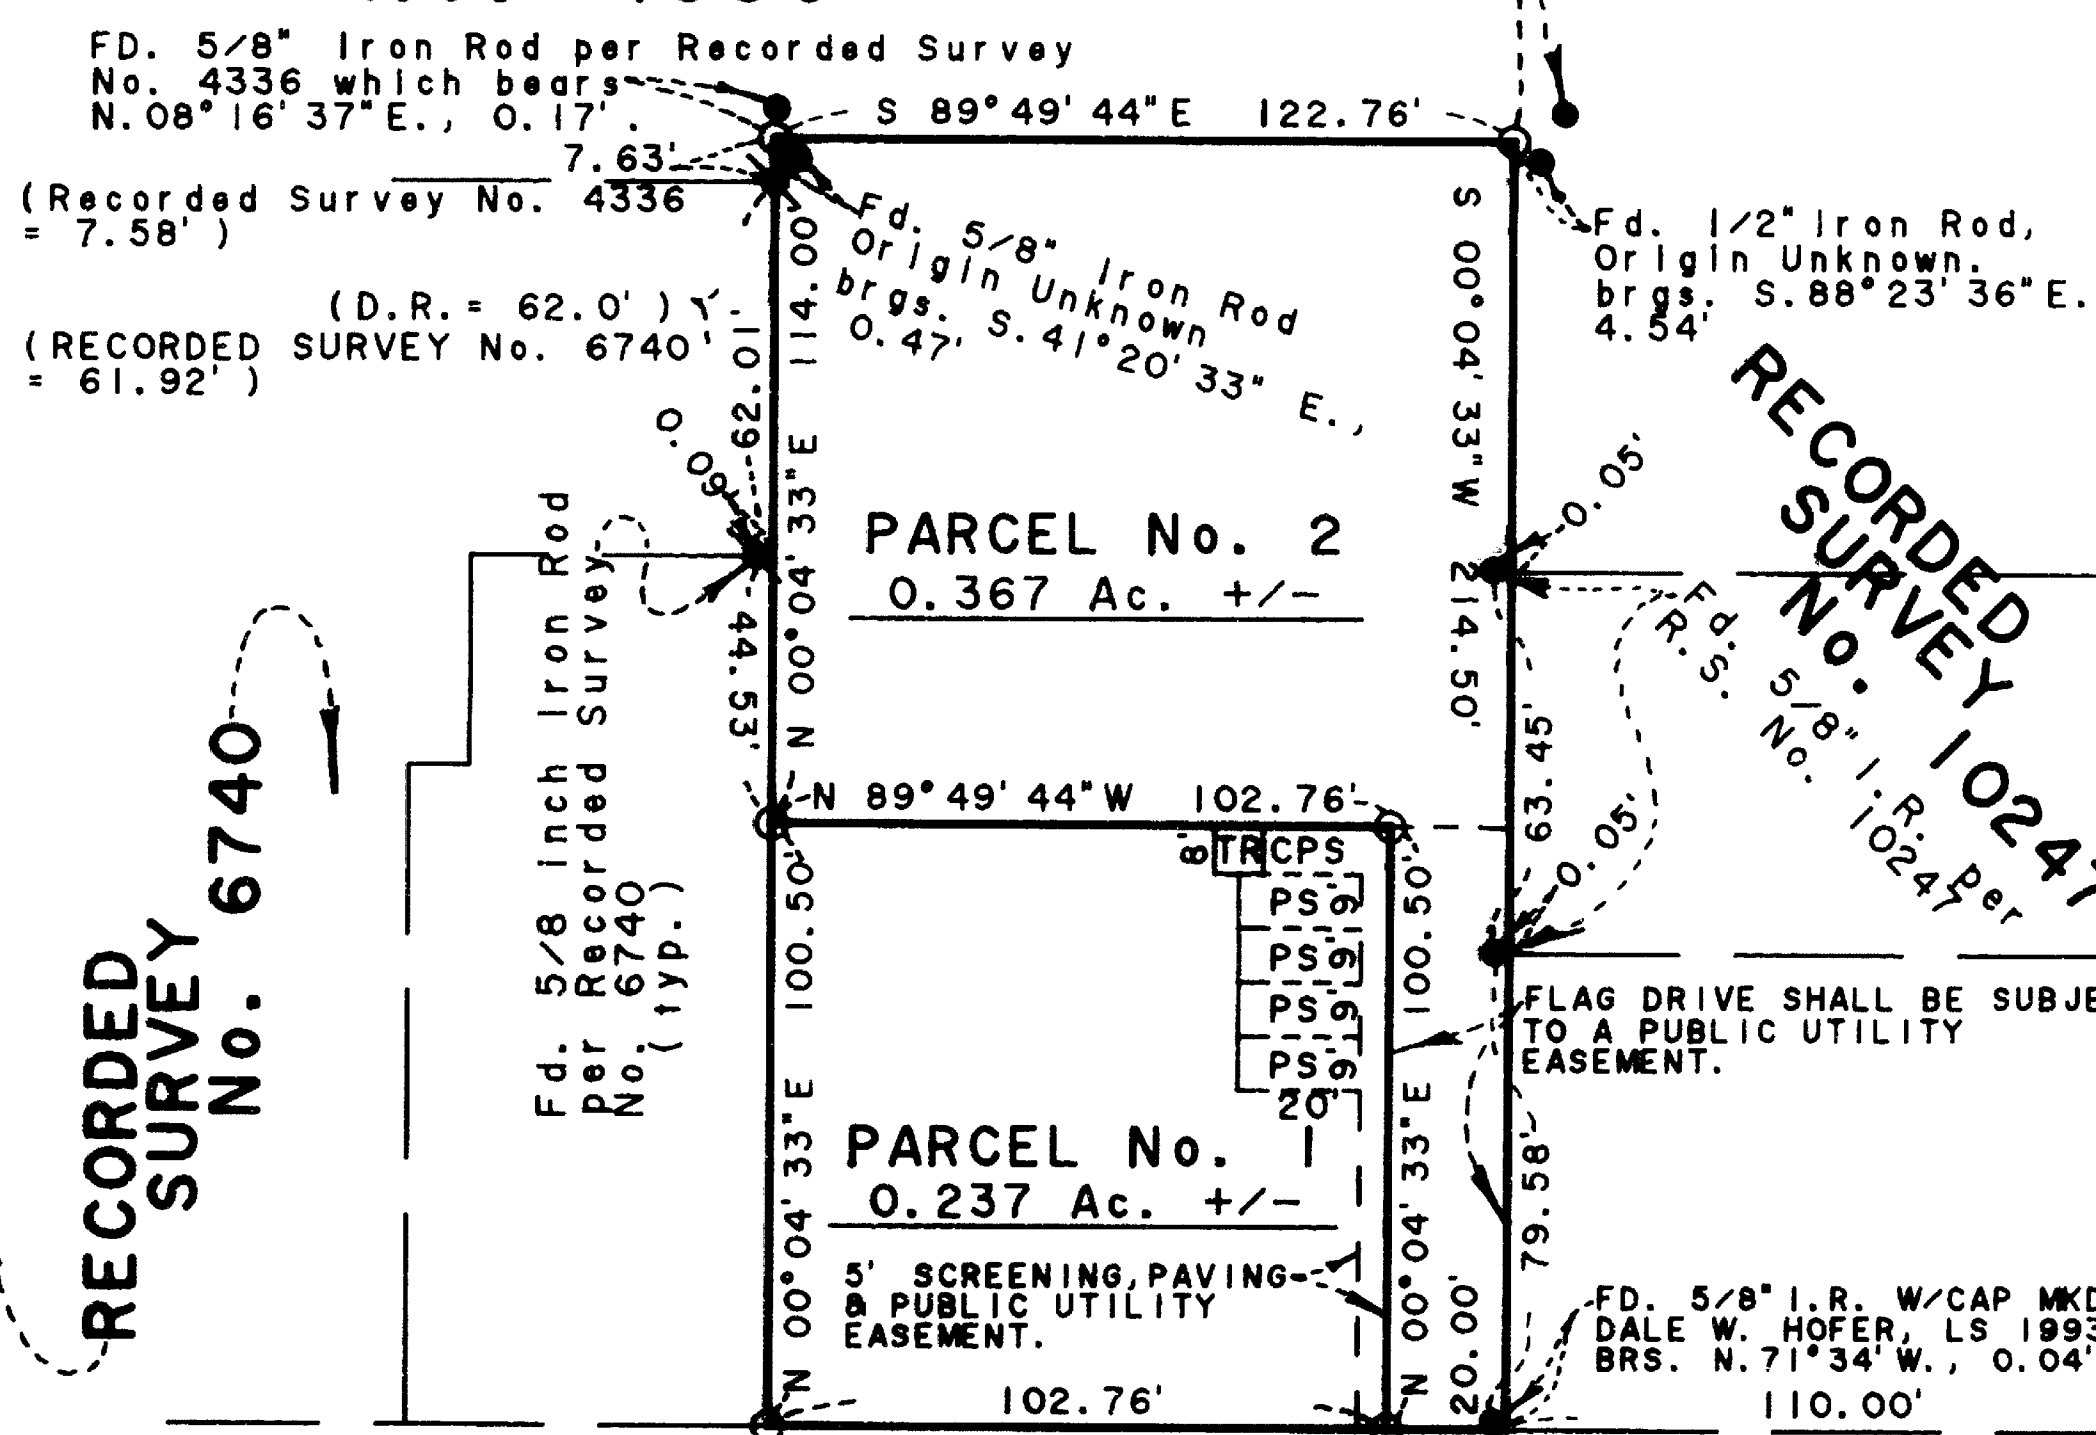 FD. 5/8" Iron Rod per Recorded Survey
No. 4336 which bears
N.08°16'37"E., 0.17'.
7.63'
(Recorded Survey No. 4336
= 7.58')
S 89°49'44"E 122.76'
(D.R.= 62.0')
(RECORDED SURVEY No. 6740
= 61.92')
Fd. 5/8" Iron Rod
Origin Unknown
brgs. S.41°20'33" E.,
0.47'
Fd. 1/2" Iron Rod,
Origin Unknown.
brgs. S.88°23'36"E.
4.54'
N 00°04'33"E 114.00'
10.29
0.09
44.53'
S 00°04'33"W 214.50'
0.05'
RECORDED
SURVEY
No. 10247
Fd. 5/8" I.R. per
R.S. No. 10247
63.45'
0.05'
PARCEL No. 2
0.367 Ac. +/-
Fd. 5/8 inch Iron Rod
per Recorded Survey
No. 6740
(typ.)
RECORDED
SURVEY
No. 6740
N 89°49'44"W 102.76'
8'
TR CPS
PS 9'
PS 9'
PS 9'
PS 9'
20'
N 00°04'33"E 100.50'
N 00°04'33"E 100.50'
FLAG DRIVE SHALL BE
TO A PUBLIC UTILITY
EASEMENT.
PARCEL No. 1
0.237 Ac. +/-
79.58'
5' SCREENING, PAVING
& PUBLIC UTILITY
EASEMENT.
20.00'
FD. 5/8" I.R. W/CAP
DALE W. HOFER, LS 1993
BRS. N.71°34'W., 0.04'
102.76'
110.00'